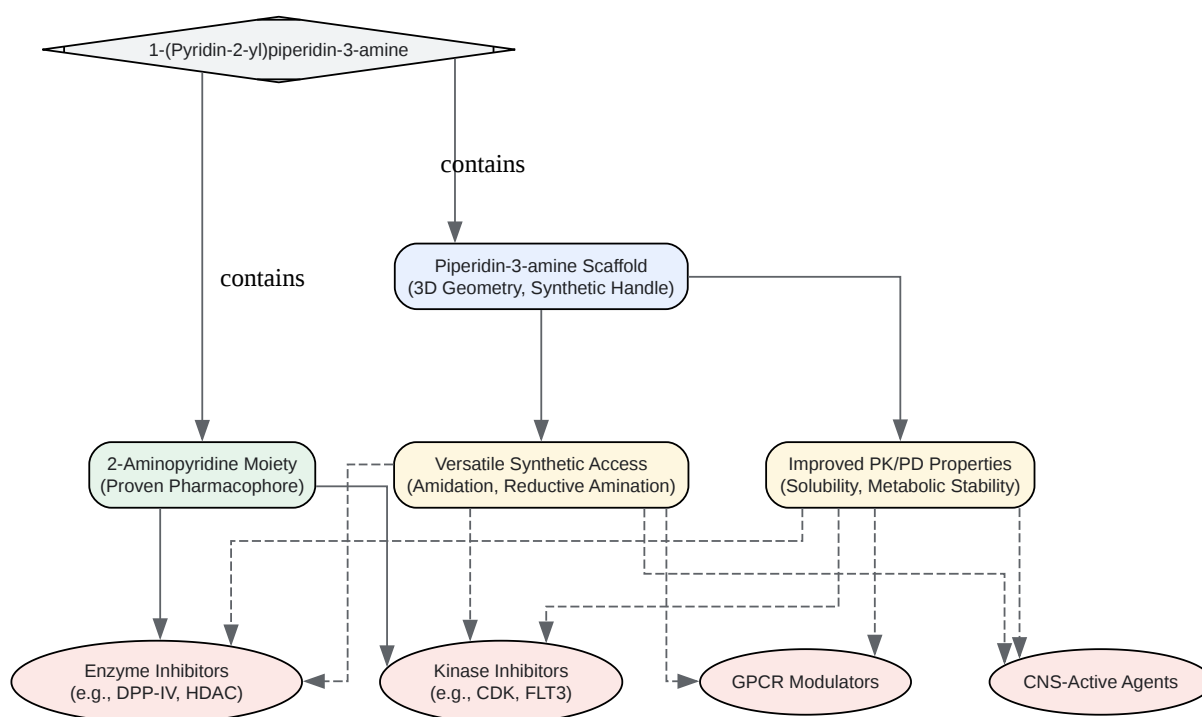 1-(Pyridin-2-yl)piperidin-3-amine
contains
Piperidin-3-amine Scaffold
(3D Geometry, Synthetic Handle)
contains
2-Aminopyridine Moiety
(Proven Pharmacophore)
Versatile Synthetic Access
(Amidation, Reductive Amination)
Improved PK/PD Properties
(Solubility, Metabolic Stability)
Enzyme Inhibitors
(e.g., DPP-IV, HDAC)
Kinase Inhibitors
(e.g., CDK, FLT3)
GPCR Modulators
CNS-Active Agents